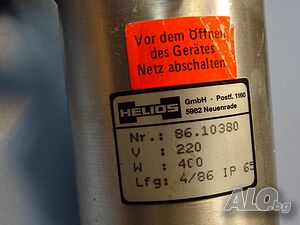 Vor dem Öffnen
des Gerätes
Netz abschalten
HELIOS
GmbH · Postf. 1160
5982 Neuenrade
Nr.: 86.10380
V : 220
W : 400
Lfg: 4/86 IP 65
ALO.bg